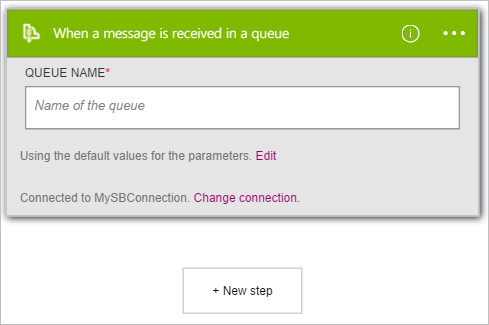 When a message is received in a queue
QUEUE NAME*
Name of the queue
Using the default values for the parameters. Edit
Connected to MySBConnection. Change connection.
+ New step